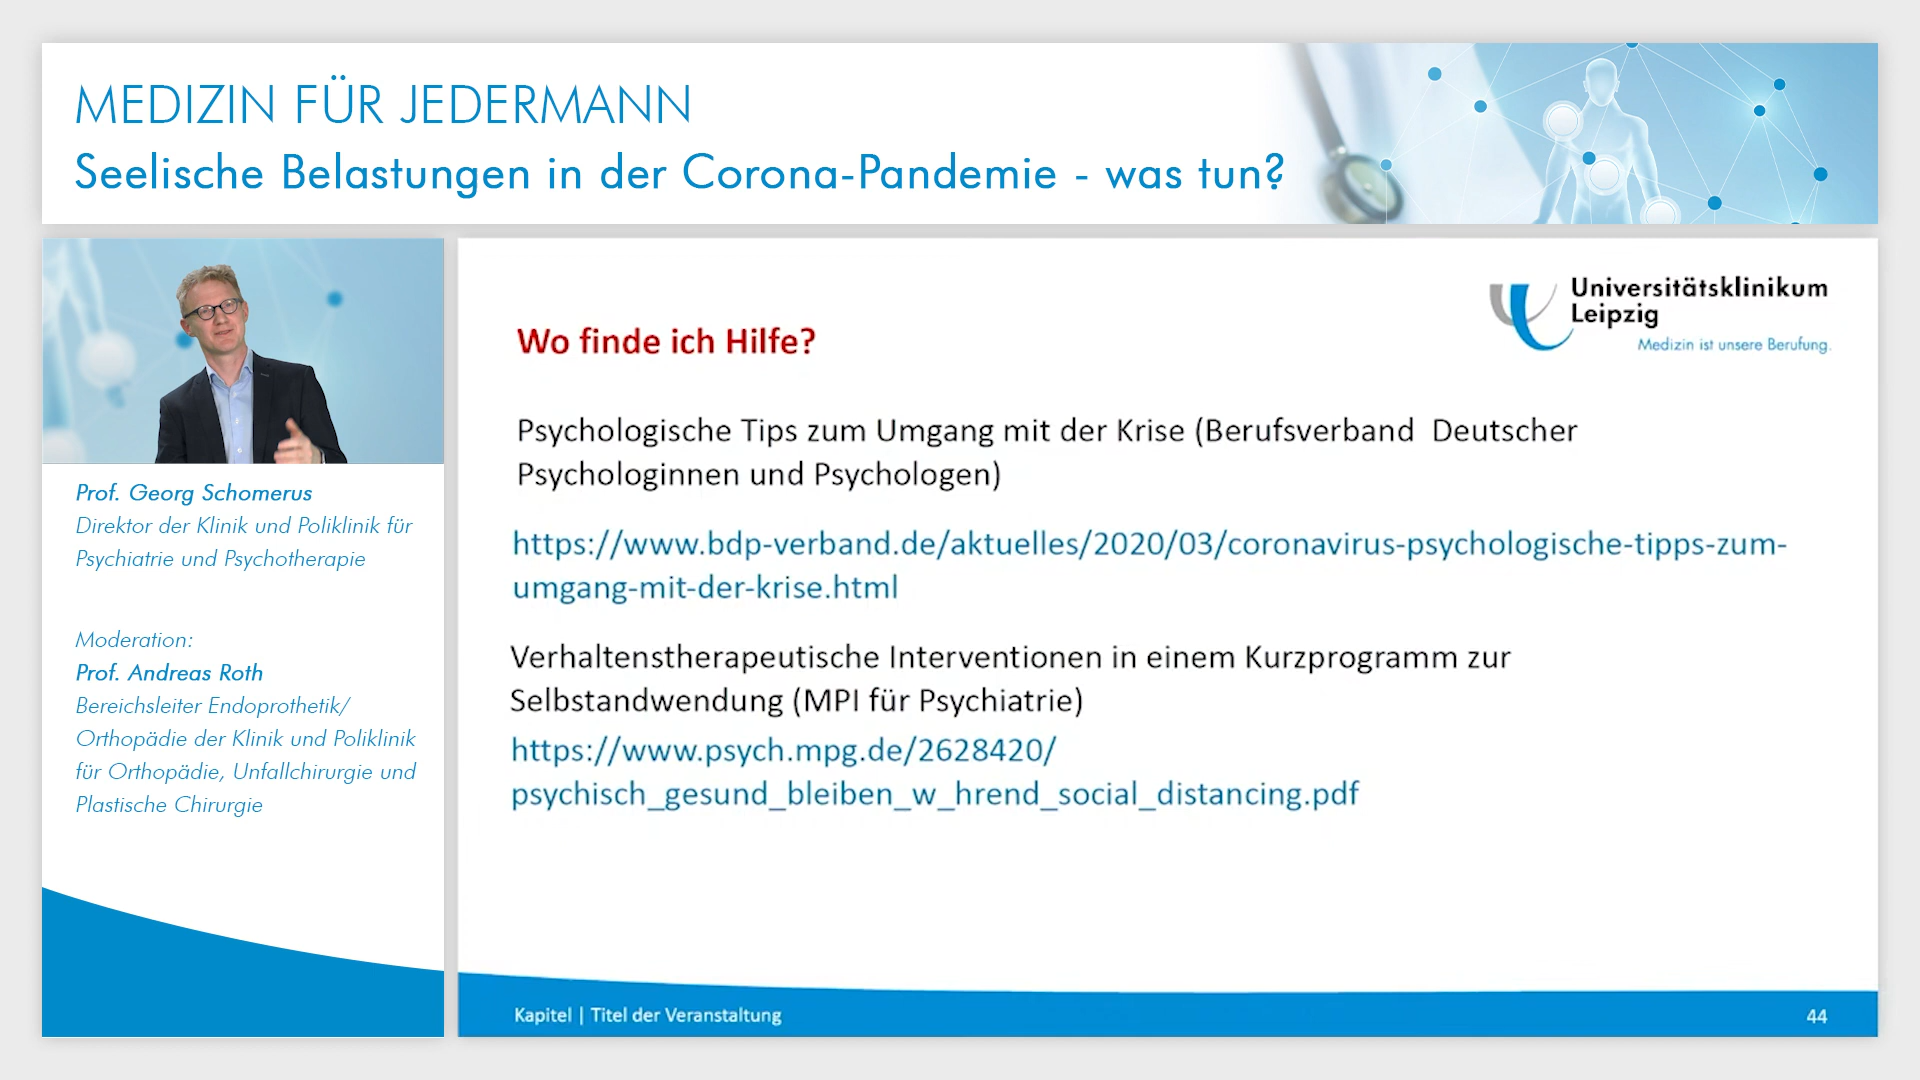 MEDIZIN FÜR JEDERMANN
Seelische Belastungen in der Corona-Pandemie - was tun?
Prof. Georg Schomerus
Direktor der Klinik und Poliklinik für
Psychiatrie und Psychotherapie
Moderation:
Prof. Andreas Roth
Bereichsleiter Endoprothetik/
Orthopädie der Klinik und Poliklinik
für Orthopädie, Unfallchirurgie und
Plastische Chirurgie
Universitätsklinikum
Leipzig
Medizin ist unsere Berufung.
Wo finde ich Hilfe?
Psychologische Tips zum Umgang mit der Krise (Berufsverband Deutscher
Psychologinnen und Psychologen)
https://www.bdp-verband.de/aktuelles/2020/03/coronavirus-psychologische-tipps-zum-
umgang-mit-der-krise.html
Verhaltenstherapeutische Interventionen in einem Kurzprogramm zur
Selbstandwendung (MPI für Psychiatrie)
https://www.psych.mpg.de/2628420/
psychisch_gesund_bleiben_w_hrend_social_distancing.pdf
Kapitel | Titel der Veranstaltung
44